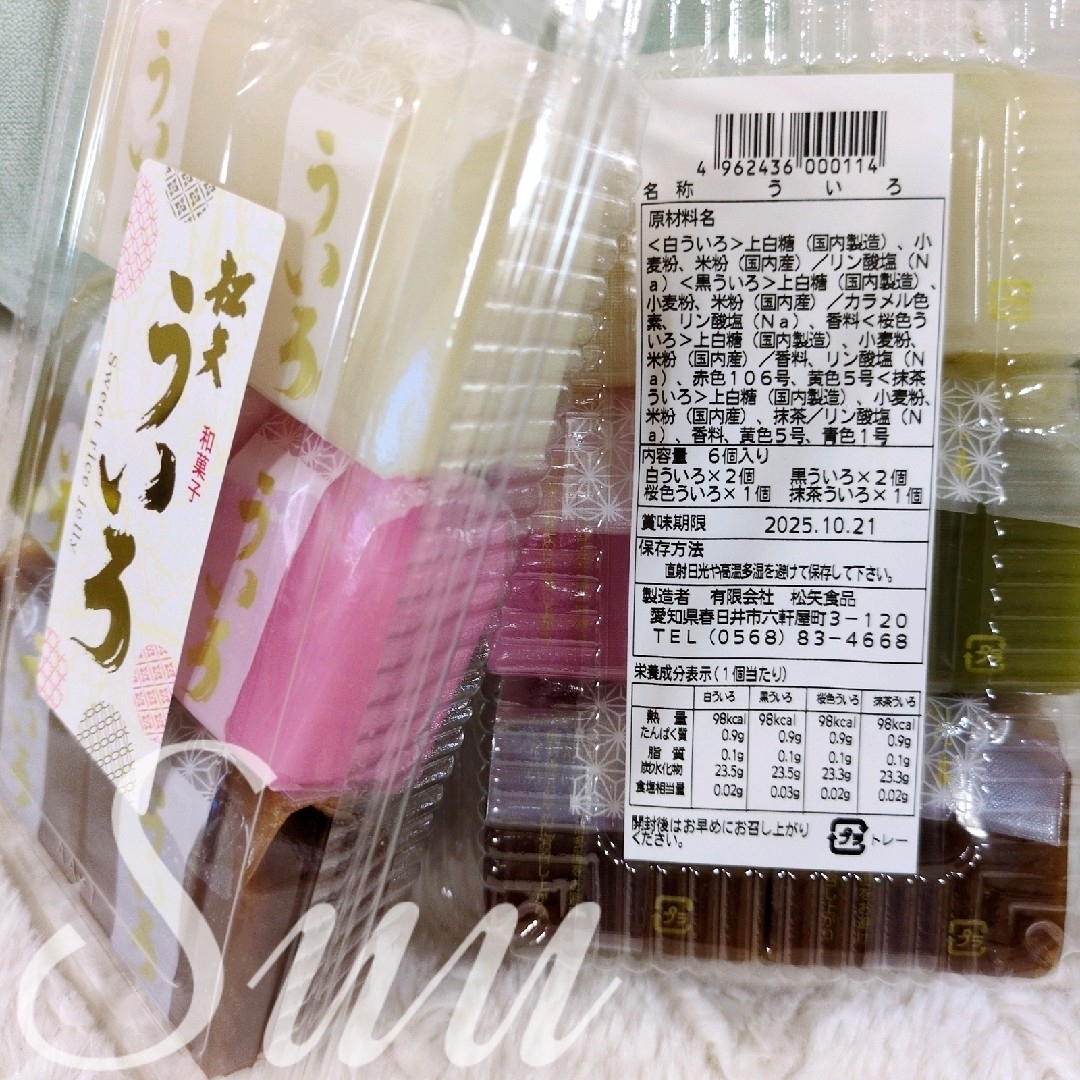 ういろ
ういろ
松矢
ういろ
Sweet rice Jelly
和菓子
ういろ
4 962436 000114
名称 ういろ
原材料名
<白ういろ>上白糖(国内製造)、小
麦粉、米粉(国内産)/リン酸塩(N
a)<黒ういろ>上白糖(国内製造)、
小麦粉、米粉(国内産)/カラメル色
素、リン酸塩(Na)、香料<桜色う
いろ>上白糖(国内製造)、小麦粉、
米粉(国内産)/香料、リン酸塩(N
a)、赤色106号、黄色5号<抹茶
ういろ>上白糖(国内製造)、小麦粉、
米粉(国内産)、抹茶/リン酸塩(N
a)、香料、黄色5号、青色1号
内容量 6個入り
白ういろ×2個 黒ういろ×2個
桜色ういろ×1個 抹茶ういろ×1個
賞味期限 2025.10.21
保存方法
直射日光や高温多湿を避けて保存して下さい。
製造者 有限会社 松矢食品
愛知県春日井市六軒屋町3-120
TEL(0568)83-4668
栄養成分表示(1個当たり)
白ういろ 黒ういろ 桜色ういろ 抹茶ういろ
熱量 98kcal 98kcal 98kcal 98kcal
たんぱく質 0.9g 0.9g 0.9g 0.9g
脂質 0.1g 0.1g 0.1g 0.1g
炭水化物 23.5g 23.5g 23.3g 23.3g
食塩相当量 0.02g 0.03g 0.02g 0.02g
開封後はお早めにお召し上がり
ください。
プラ トレー
プラ
プラ
プラ
プラ
Suu